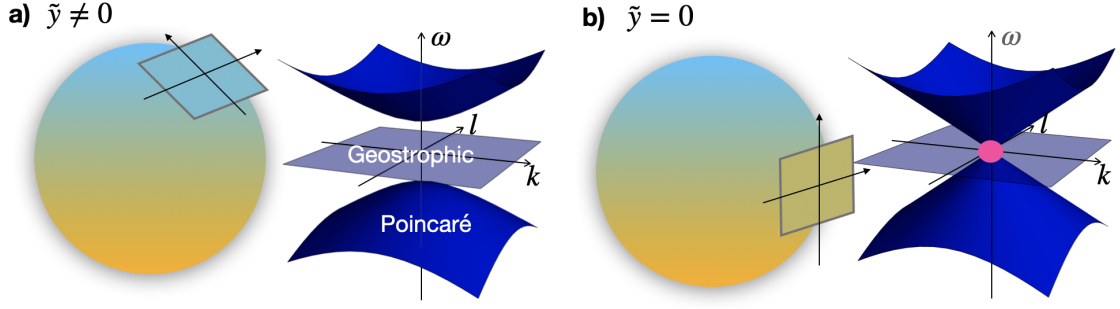 a) ỹ ≠ 0
ω
l
Geostrophic
k
Poincaré
b) ỹ = 0
ω
l
k